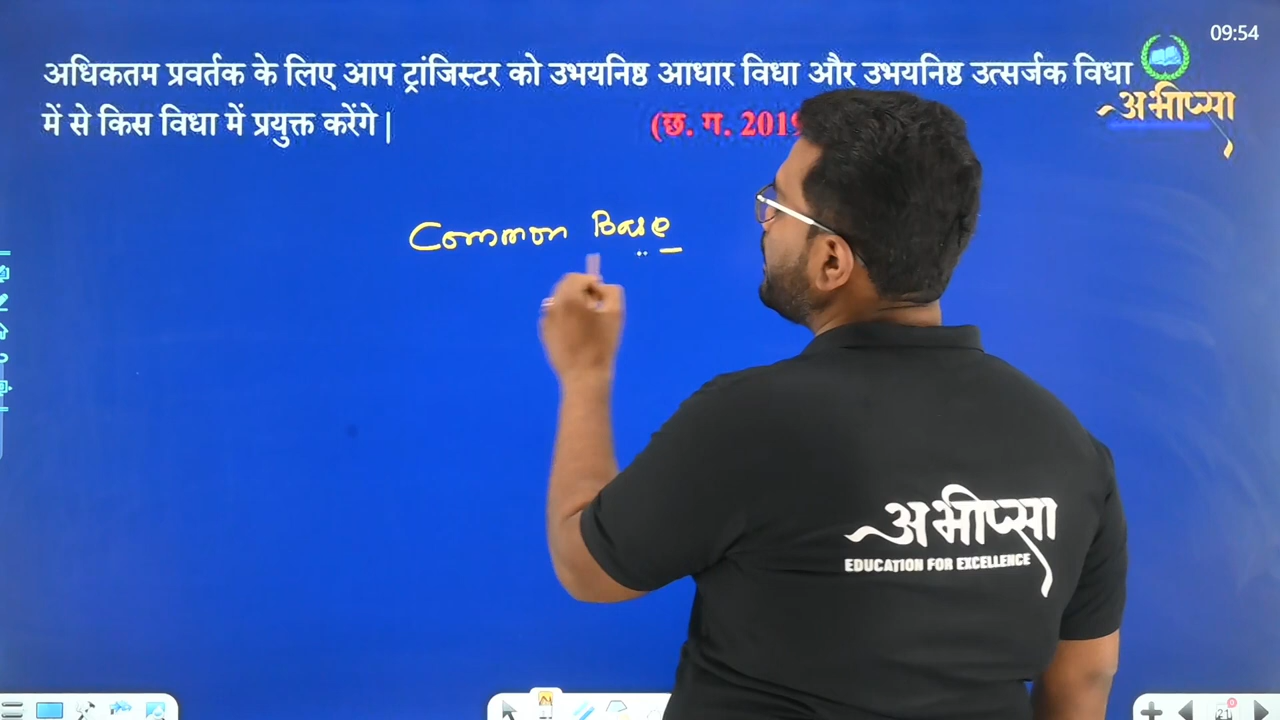 09:54
अधिकतम प्रवर्तक के लिए आप ट्रांजिस्टर को उभयनिष्ठ आधार विधा और उभयनिष्ठ उत्सर्जक विधा
में से किस विधा में प्रयुक्त करेंगे |
(छ. ग. 2019
अभीप्सा
Common Base
अभीप्सा
EDUCATION FOR EXCELLENCE
21